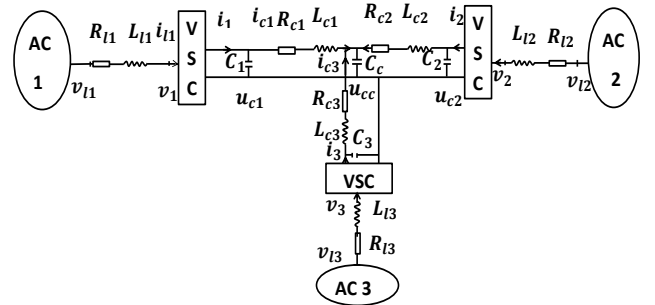 AC
1
R_{l1}
L_{l1}
i_{l1}
v_{l1}
v_1
V
S
C
i_1
i_{c1}
R_{c1}
L_{c1}
C_1
u_{c1}
i_{c3}
C_c
u_{cc}
R_{c2}
L_{c2}
i_2
C_2
u_{c2}
V
S
C
v_2
L_{l2}
R_{l2}
v_{l2}
AC
2
R_{c3}
L_{c3}
C_3
i_3
VSC
v_3
L_{l3}
R_{l3}
v_{l3}
AC 3